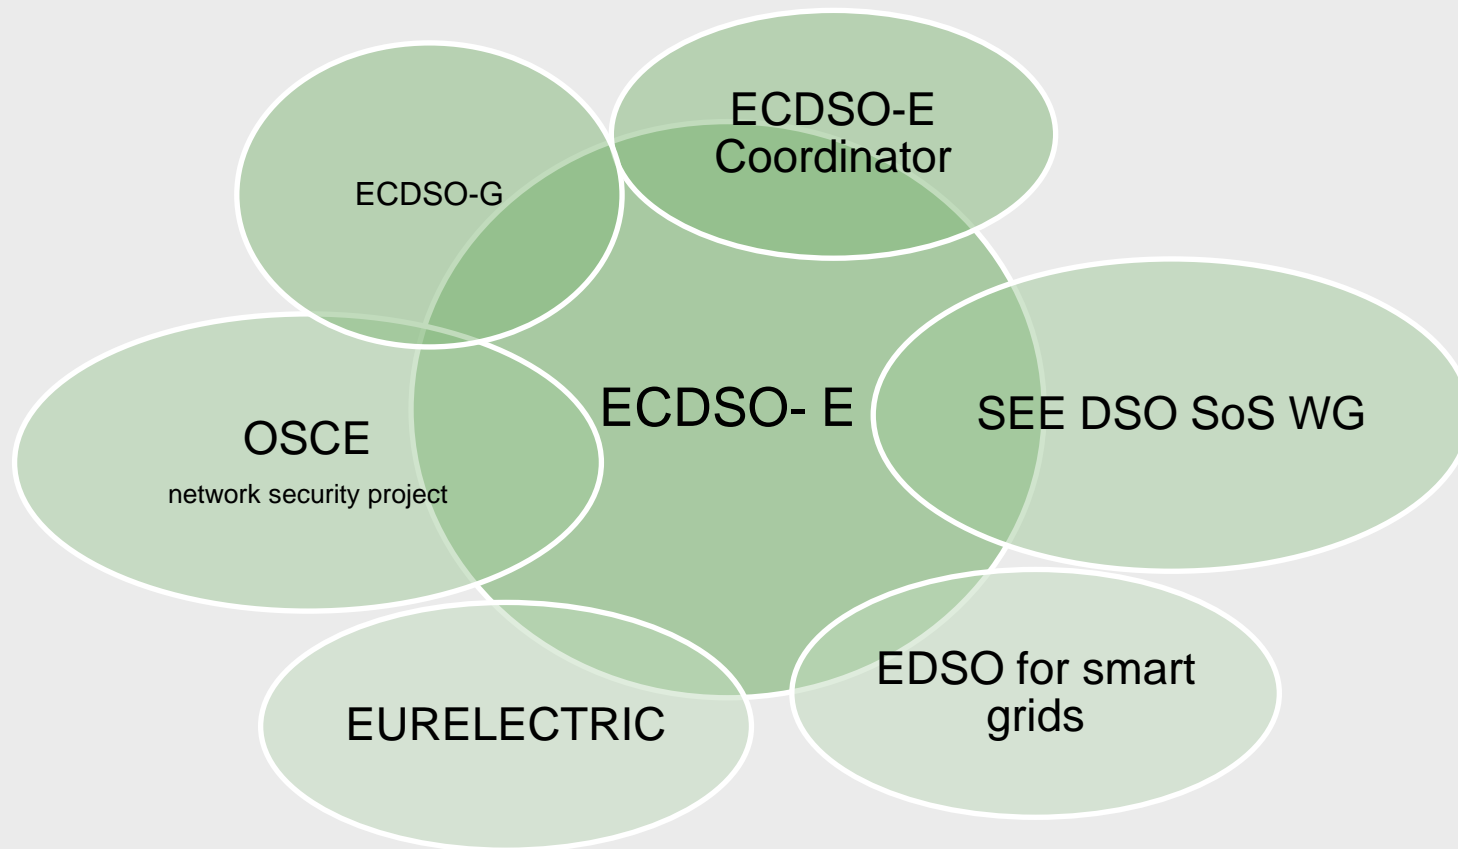 ECDSO-E
Coordinator
ECDSO-G
ECDSO- E
SEE DSO SoS WG
OSCE
network security project
EDSO for smart
grids
EURELECTRIC